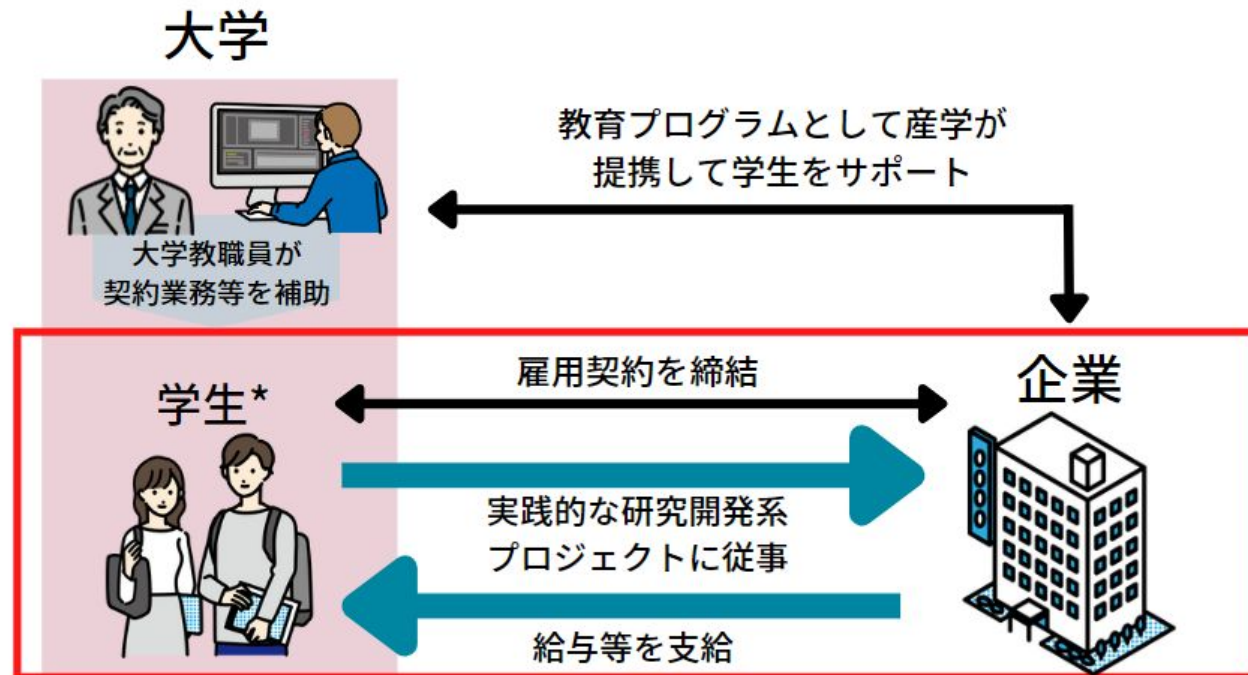 大学
教育プログラムとして産学が
提携して学生をサポート
大学教職員が
契約業務等を補助
雇用契約を締結
企業
学生*
実践的な研究開発系
プロジェクトに従事
給与等を支給